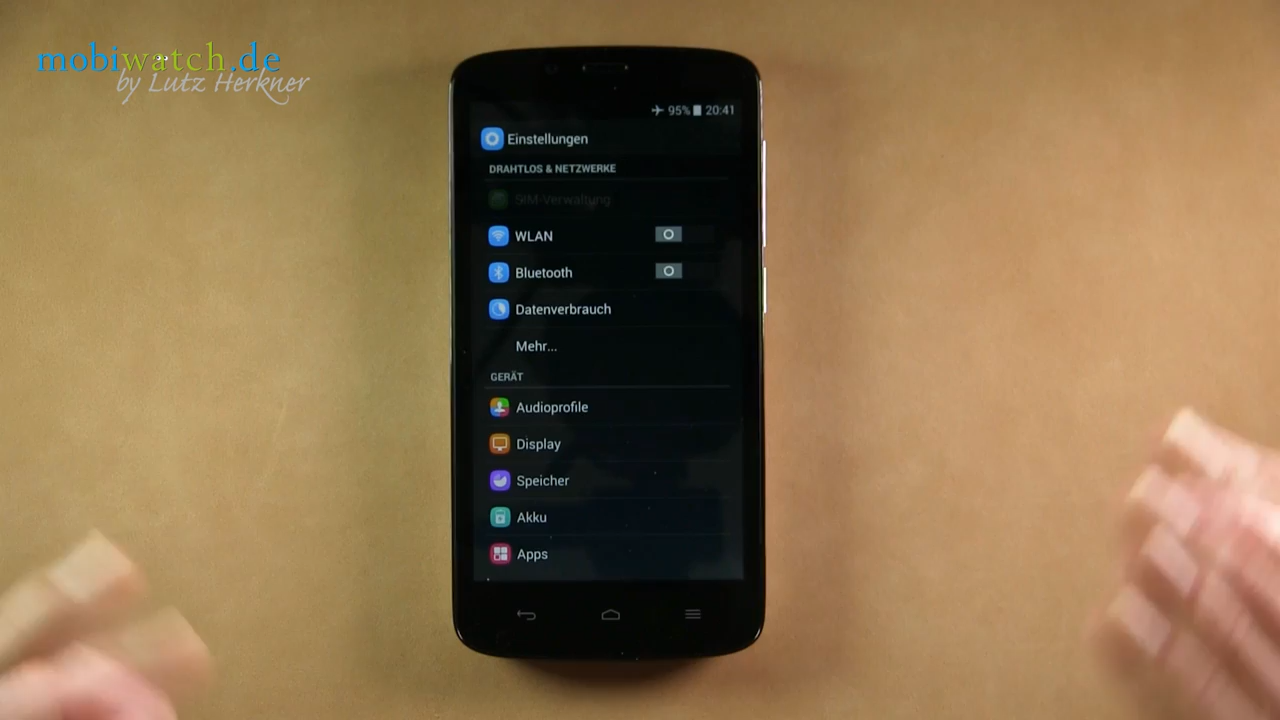 mobiwatch.de
by Lutz Herkner
95% 20:41
Einstellungen
DRAHTLOS & NETZWERKE
SIM-Verwaltung
WLAN
Bluetooth
Datenverbrauch
Mehr...
GERÄT
Audioprofile
Display
Speicher
Akku
Apps